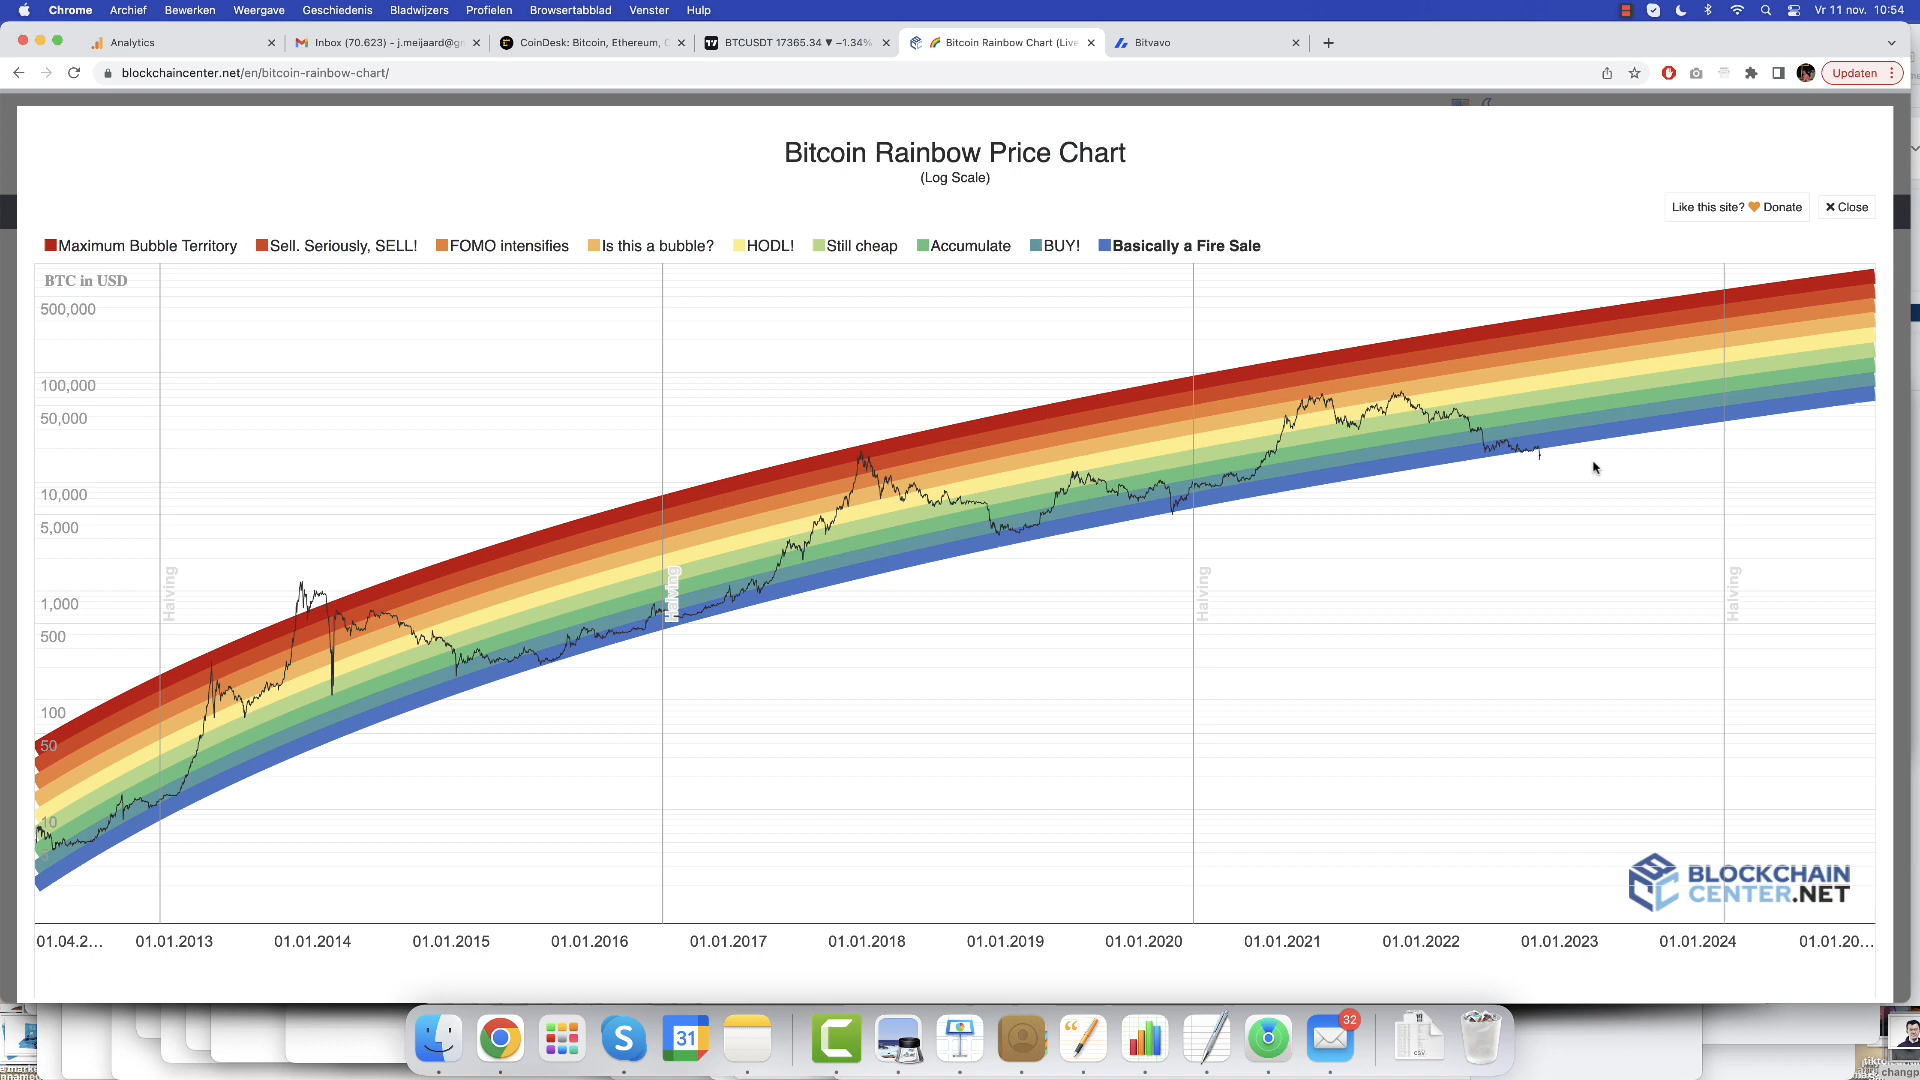 Chrome Archief Bewerken Weergave Geschiedenis Bladwijzers Profielen Browsertabblad Venster Hulp Vr 11 nov. 10:54
Analytics Inbox (70.623) - j.meijaard@gm CoinDesk: Bitcoin, Ethereum, C BTCUSDT 17365.34 ▼ −1.34% Bitcoin Rainbow Chart (Live Bitvavo
blockchaincenter.net/en/bitcoin-rainbow-chart/ Updaten
Bitcoin Rainbow Price Chart
(Log Scale)
Like this site? Donate × Close
Maximum Bubble Territory Sell. Seriously, SELL! FOMO intensifies Is this a bubble? HODL! Still cheap Accumulate BUY! Basically a Fire Sale
BTC in USD
500,000
100,000
50,000
10,000
5,000
1,000
500
100
50
10
5
Halving
Halving
Halving
Halving
BLOCKCHAIN
CENTER.NET
01.04.2... 01.01.2013 01.01.2014 01.01.2015 01.01.2016 01.01.2017 01.01.2018 01.01.2019 01.01.2020 01.01.2021 01.01.2022 01.01.2023 01.01.2024 01.01.20...
31
32
csv